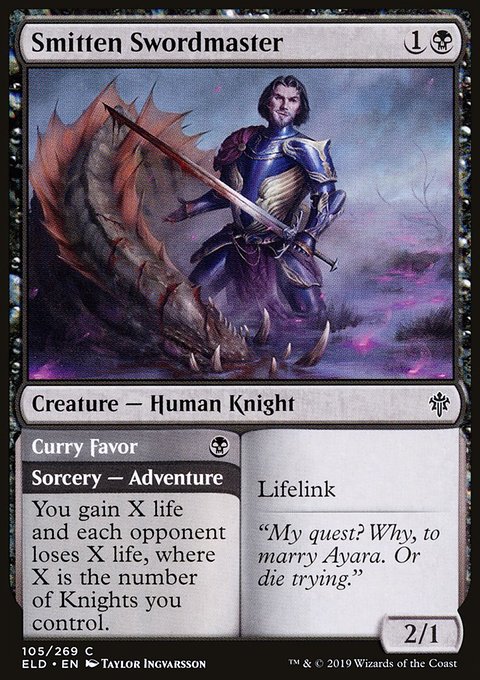 Smitten Swordmaster 1
Creature — Human Knight
Curry Favor
Sorcery — Adventure
You gain X life
and each opponent
loses X life, where
X is the number
of Knights you
control.
Lifelink
“My quest? Why, to
marry Ayara. Or
die trying.”
2/1
105/269 C
ELD • EN Taylor Ingvarsson
™ & © 2019 Wizards of the Coast